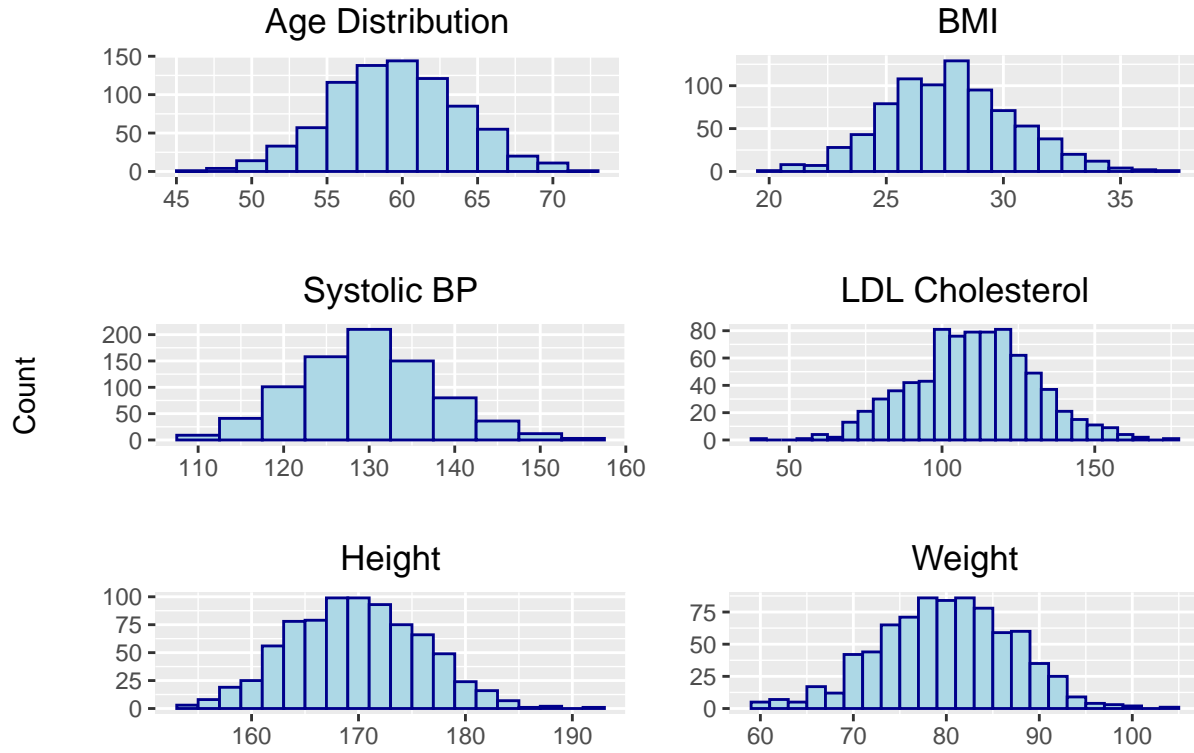 Age Distribution
150
100
50
0
45 50 55 60 65 70
BMI
100
50
0
20 25 30 35
Systolic BP
200
150
100
50
0
110 120 130 140 150 160
LDL Cholesterol
80
60
40
20
0
50 100 150
Count
Height
100
75
50
25
0
160 170 180 190
Weight
75
50
25
0
60 70 80 90 100